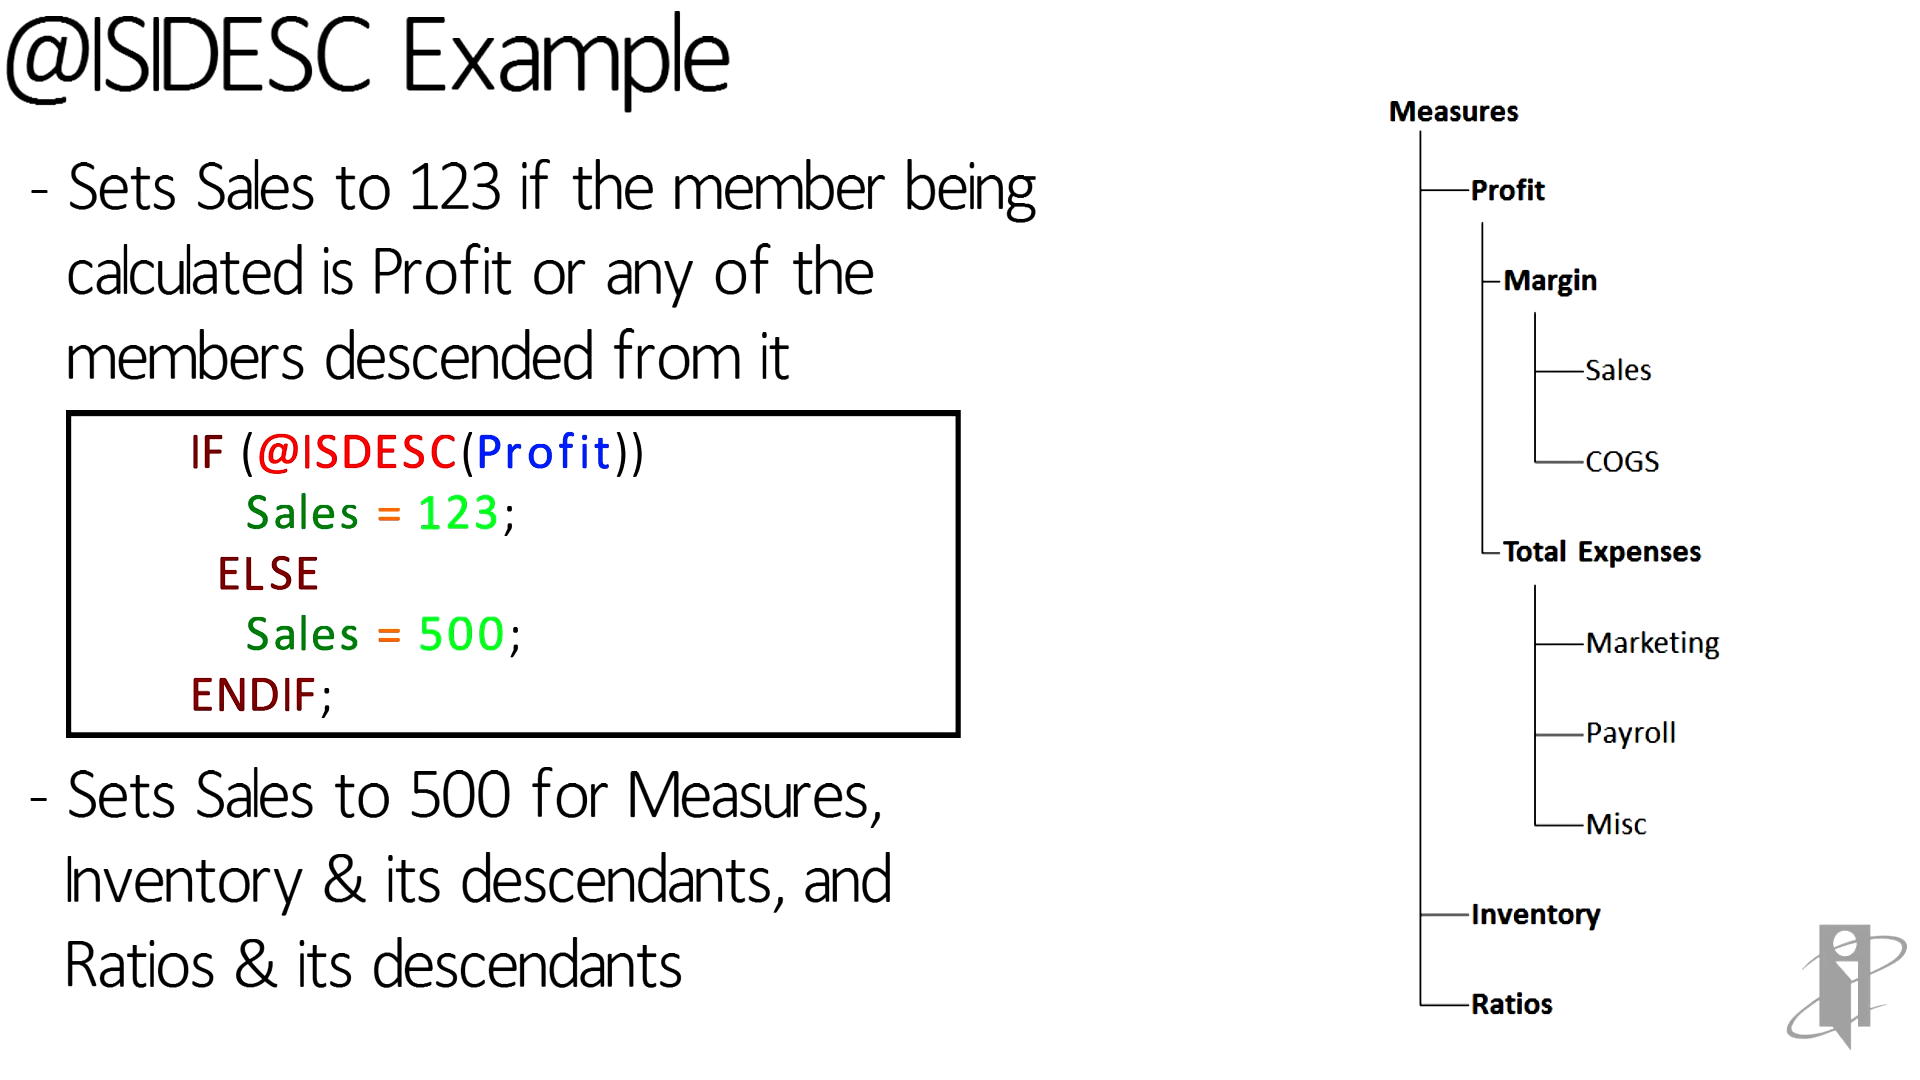 @ISIDESC Example
- Sets Sales to 123 if the member being
calculated is Profit or any of the
members descended from it
IF (@ISDESC(Profit))
Sales = 123;
ELSE
Sales = 500;
ENDIF;
- Sets Sales to 500 for Measures,
Inventory & its descendants, and
Ratios & its descendants
Measures
Profit
Margin
Sales
COGS
Total Expenses
Marketing
Payroll
Misc
Inventory
Ratios